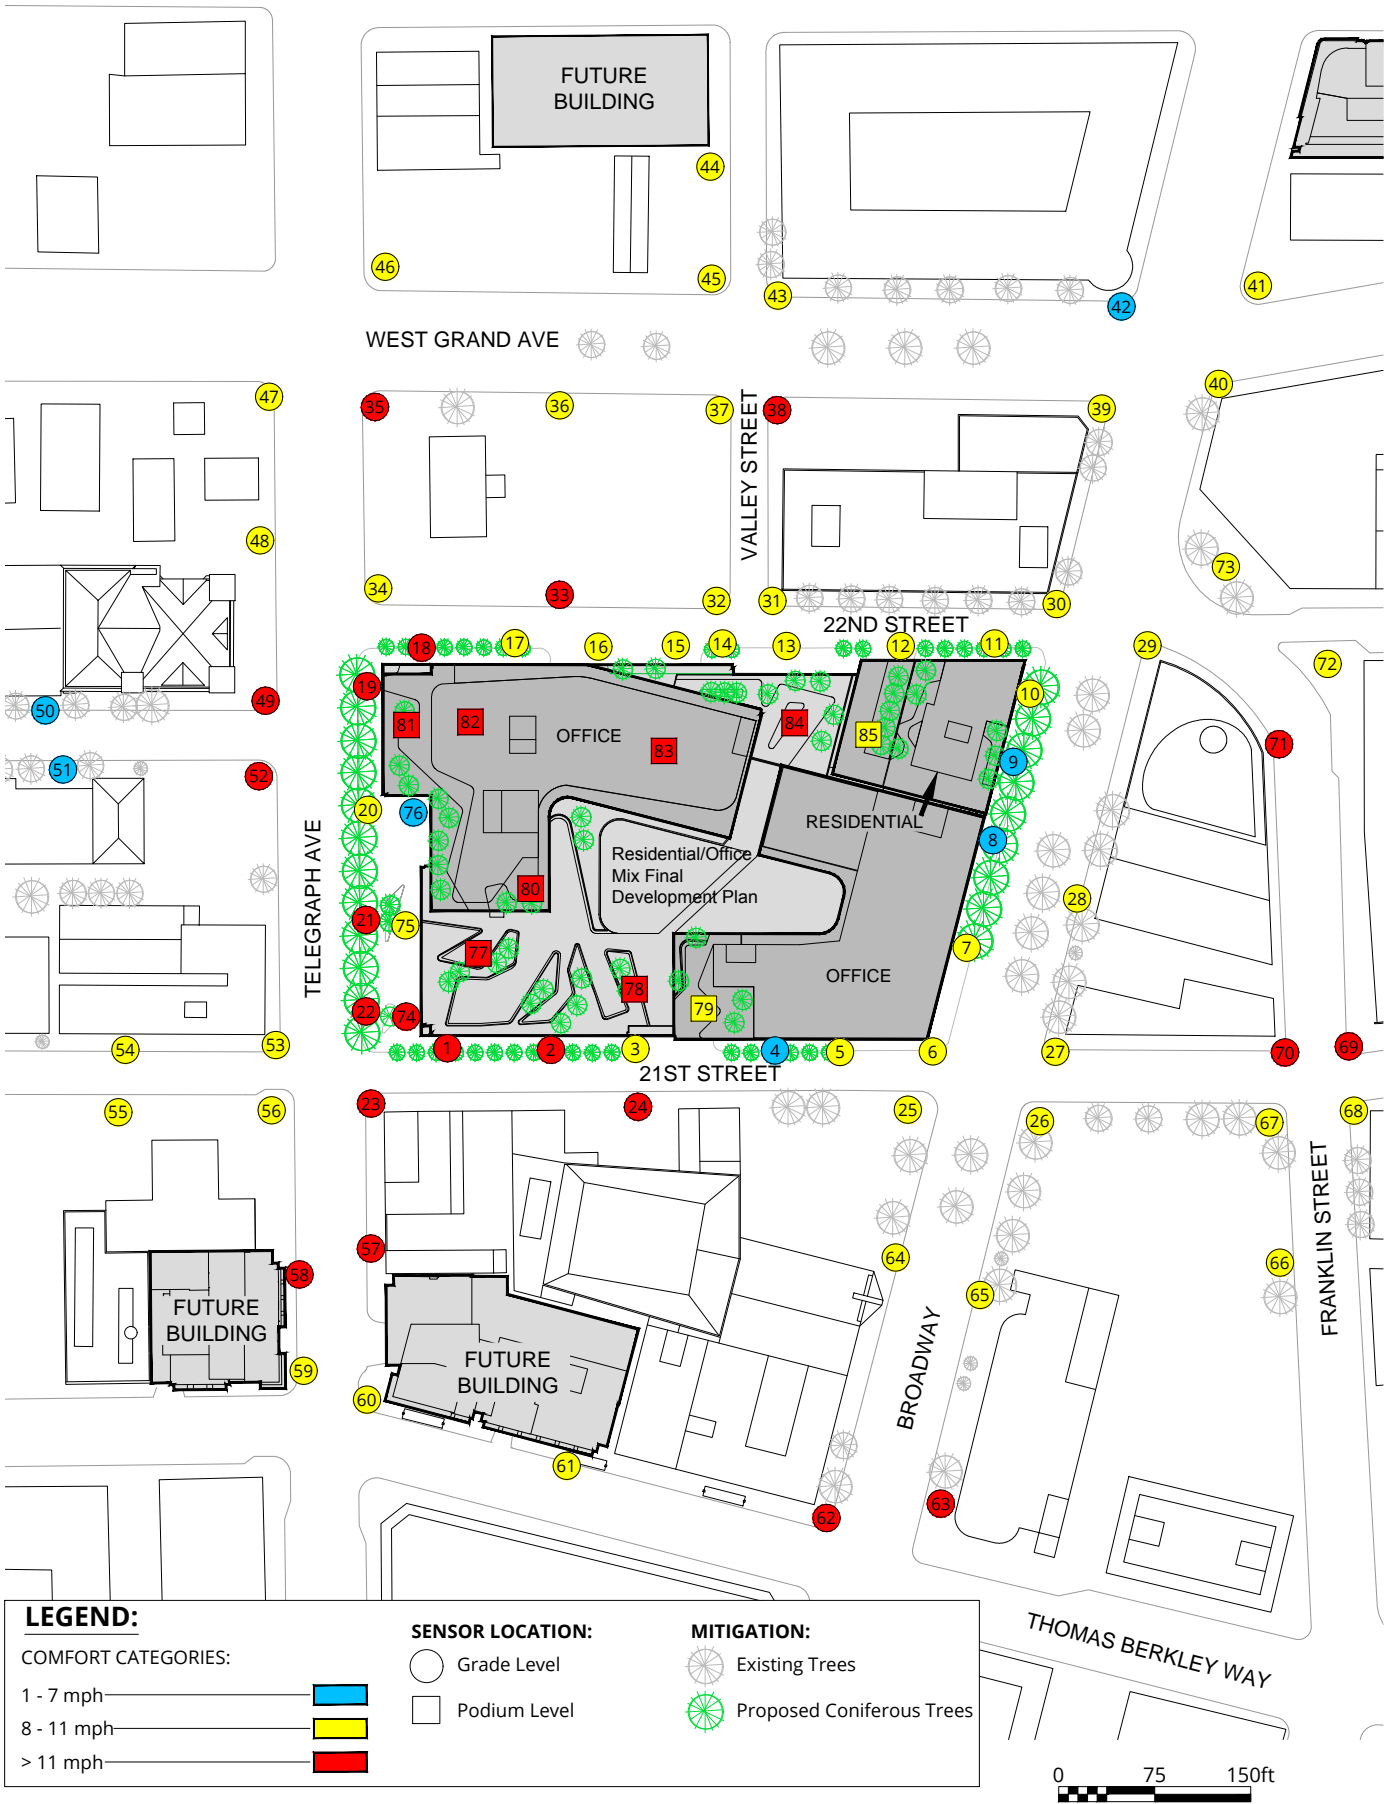 FUTURE
BUILDING
44
46
45
43
41
42
WEST GRAND AVE
47
35
36
37
VALLEY STREET
38
39
40
48
34
33
32
31
30
73
22ND STREET
18
17
16
15
14
13
12
11
29
72
19
49
50
10
81
82
OFFICE
83
84
85
71
51
52
9
20
76
RESIDENTIAL
8
TELEGRAPH AVE
Residential/Office
Mix Final
Development Plan
80
28
21
75
77
7
78
OFFICE
79
22
74
54
53
1
2
3
4
5
6
27
70
69
21ST STREET
55
56
23
24
25
26
67
68
FRANKLIN STREET
57
64
66
58
65
FUTURE
BUILDING
59
FUTURE
BUILDING
60
BROADWAY
61
62
63
THOMAS BERKLEY WAY
LEGEND:
COMFORT CATEGORIES:
1 - 7 mph
8 - 11 mph
> 11 mph
SENSOR LOCATION:
Grade Level
Podium Level
MITIGATION:
Existing Trees
Proposed Coniferous Trees
0 75 150ft